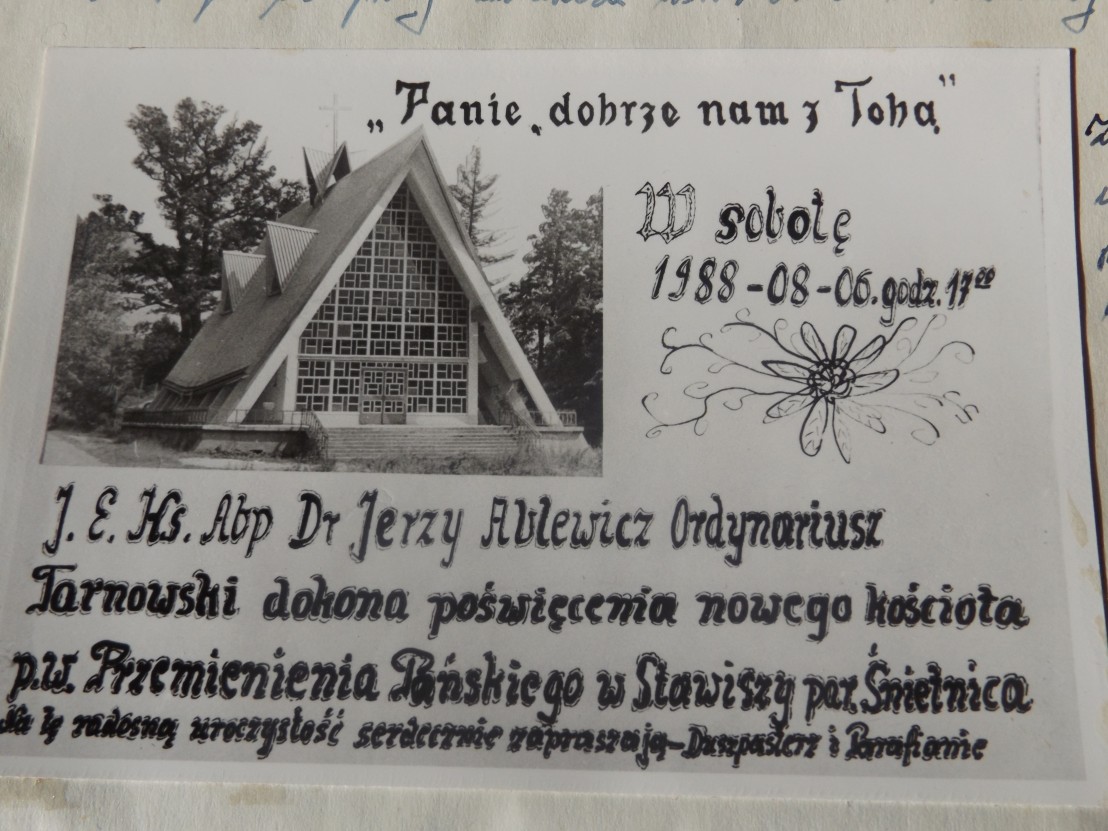 „Panie, dobrze nam z Tobą"
W sobotę
1988-08-06. godz. 17⁰⁰
J. E. Ks. Abp Dr Jerzy Ablewicz Ordynariusz
Tarnowski dokona poświęcenia nowego kościoła
p.w. Przemienienia Pańskiego w Stawiszy par. Śnietnica
Na tę radosną uroczystość serdecznie zapraszają - Duszpasterz i Parafianie